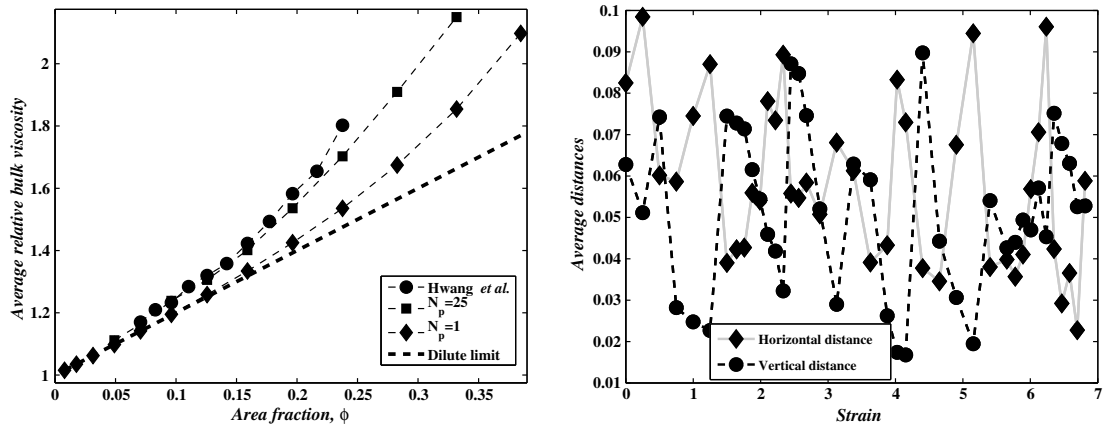 2
1.8
1.6
1.4
1.2
1
Average relative bulk viscosity
0 0.05 0.1 0.15 0.2 0.25 0.3 0.35
Area fraction, ϕ
Hwang et al.
N_p=25
N_p=1
Dilute limit
0.1
0.09
0.08
0.07
0.06
0.05
0.04
0.03
0.02
0.01
Average distances
0 1 2 3 4 5 6 7
Strain
Horizontal distance
Vertical distance